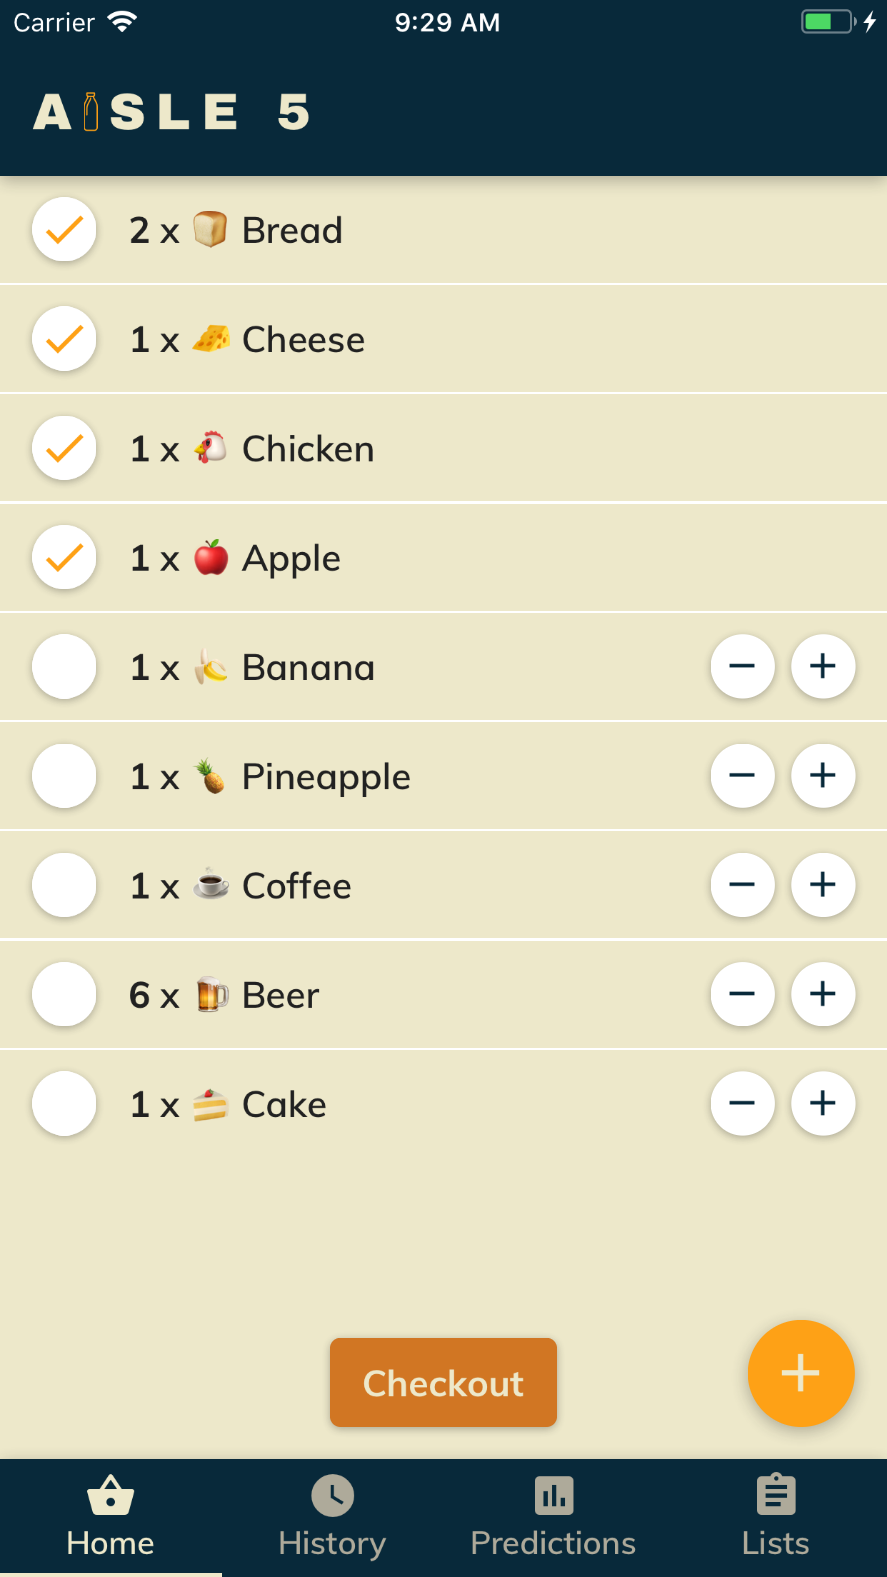 Carrier 9:29 AM
AISLE 5
2 x Bread
1 x Cheese
1 x Chicken
1 x Apple
1 x Banana
1 x Pineapple
1 x Coffee
6 x Beer
1 x Cake
Checkout
Home History Predictions Lists